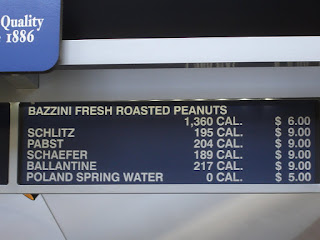 Quality
1886
BAZZINI FRESH ROASTED PEANUTS
1,360 CAL. $ 6.00
SCHLITZ 195 CAL. $ 9.00
PABST 204 CAL. $ 9.00
SCHAEFER 189 CAL. $ 9.00
BALLANTINE 217 CAL. $ 9.00
POLAND SPRING WATER 0 CAL. $ 5.00